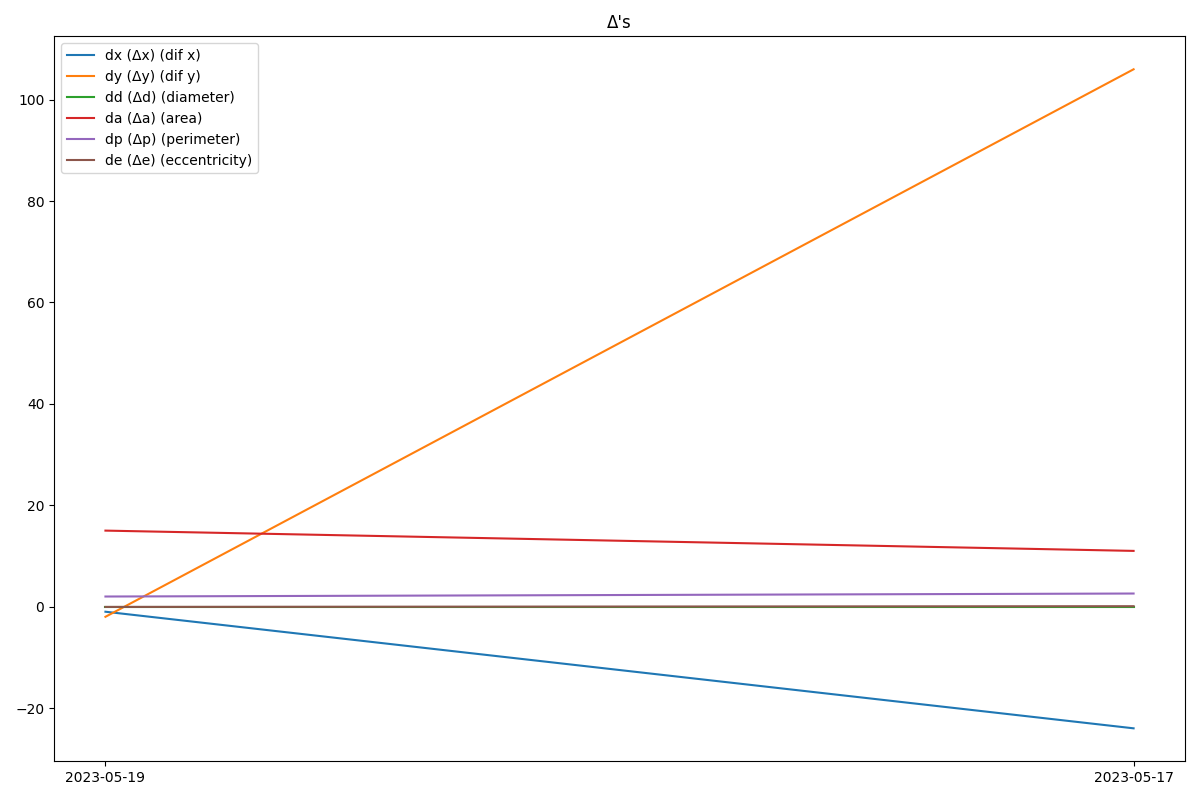 Δ's
dx (Δx) (dif x)
dy (Δy) (dif y)
dd (Δd) (diameter)
da (Δa) (area)
dp (Δp) (perimeter)
de (Δe) (eccentricity)
100
80
60
40
20
0
−20
2023-05-19 2023-05-17